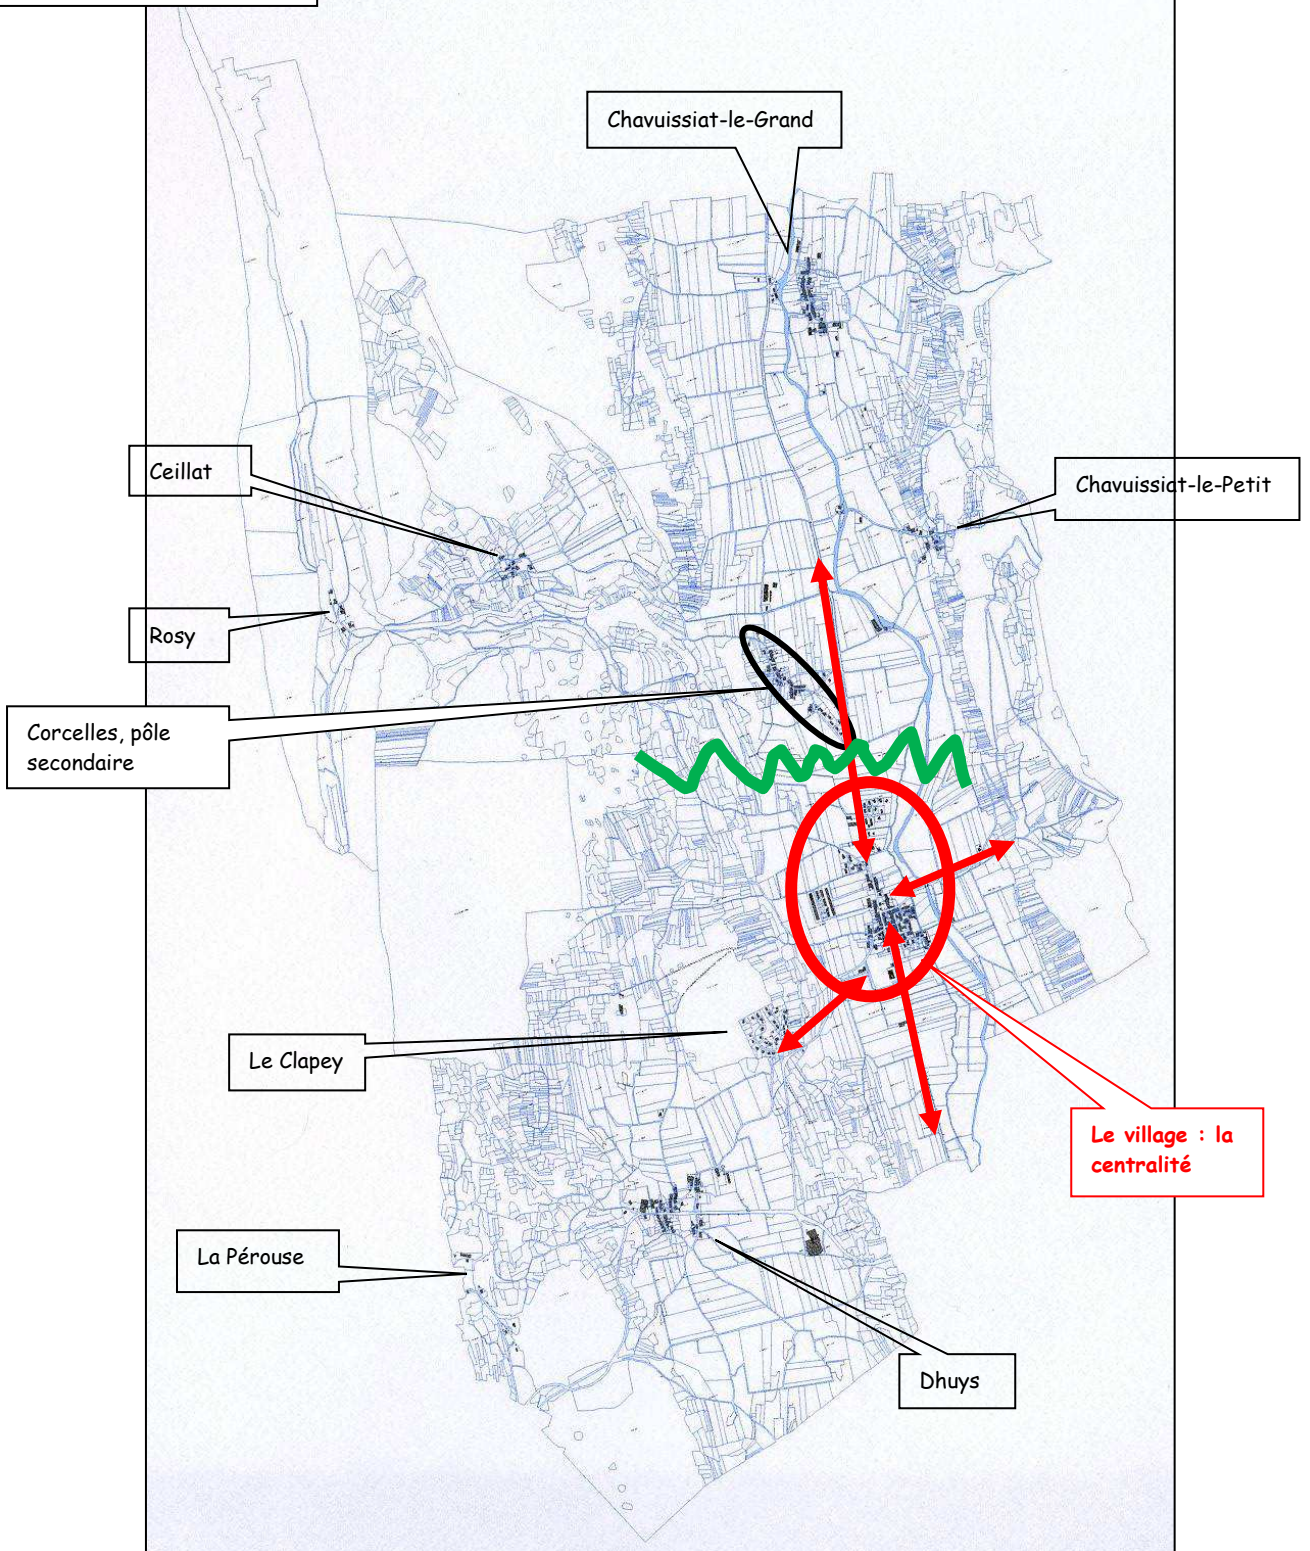 Chavuissiat-le-Grand
Ceillat
Chavuissiat-le-Petit
Rosy
Corcelles, pôle
secondaire
Le Clapey
Le village : la
centralité
La Pérouse
Dhuys